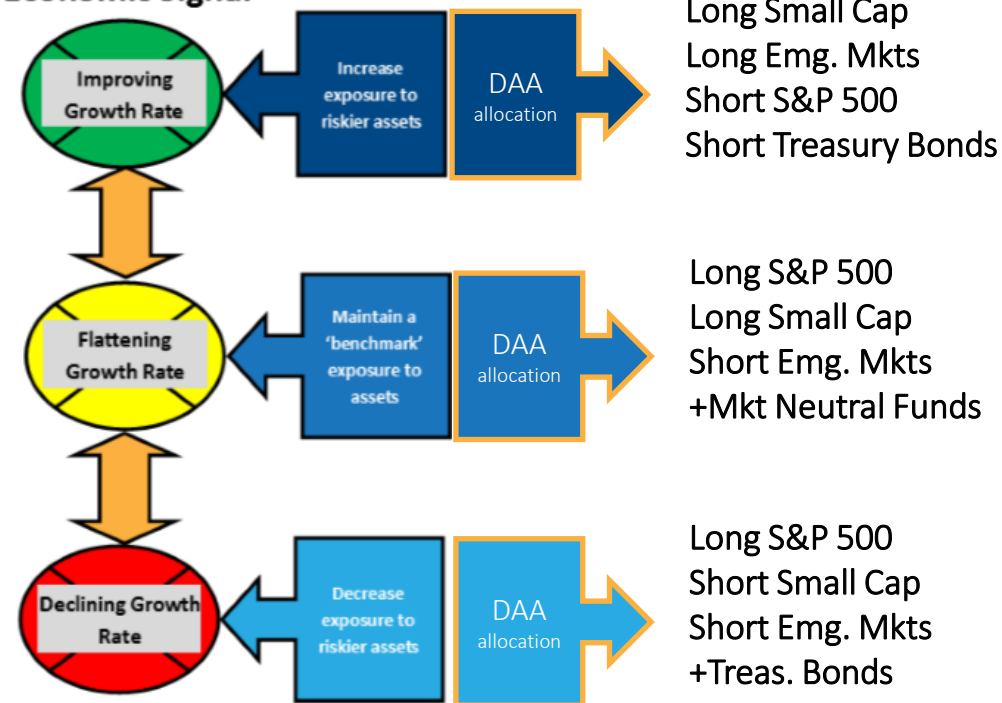 Economic Signal
Improving
Growth Rate
Increase
exposure to
riskier assets
DAA
allocation
Long Small Cap
Long Emg. Mkts
Short S&P 500
Short Treasury Bonds
Flattening
Growth Rate
Maintain a
‘benchmark’
exposure to
assets
DAA
allocation
Long S&P 500
Long Small Cap
Short Emg. Mkts
+Mkt Neutral Funds
Declining Growth
Rate
Decrease
exposure to
riskier assets
DAA
allocation
Long S&P 500
Short Small Cap
Short Emg. Mkts
+Treas. Bonds